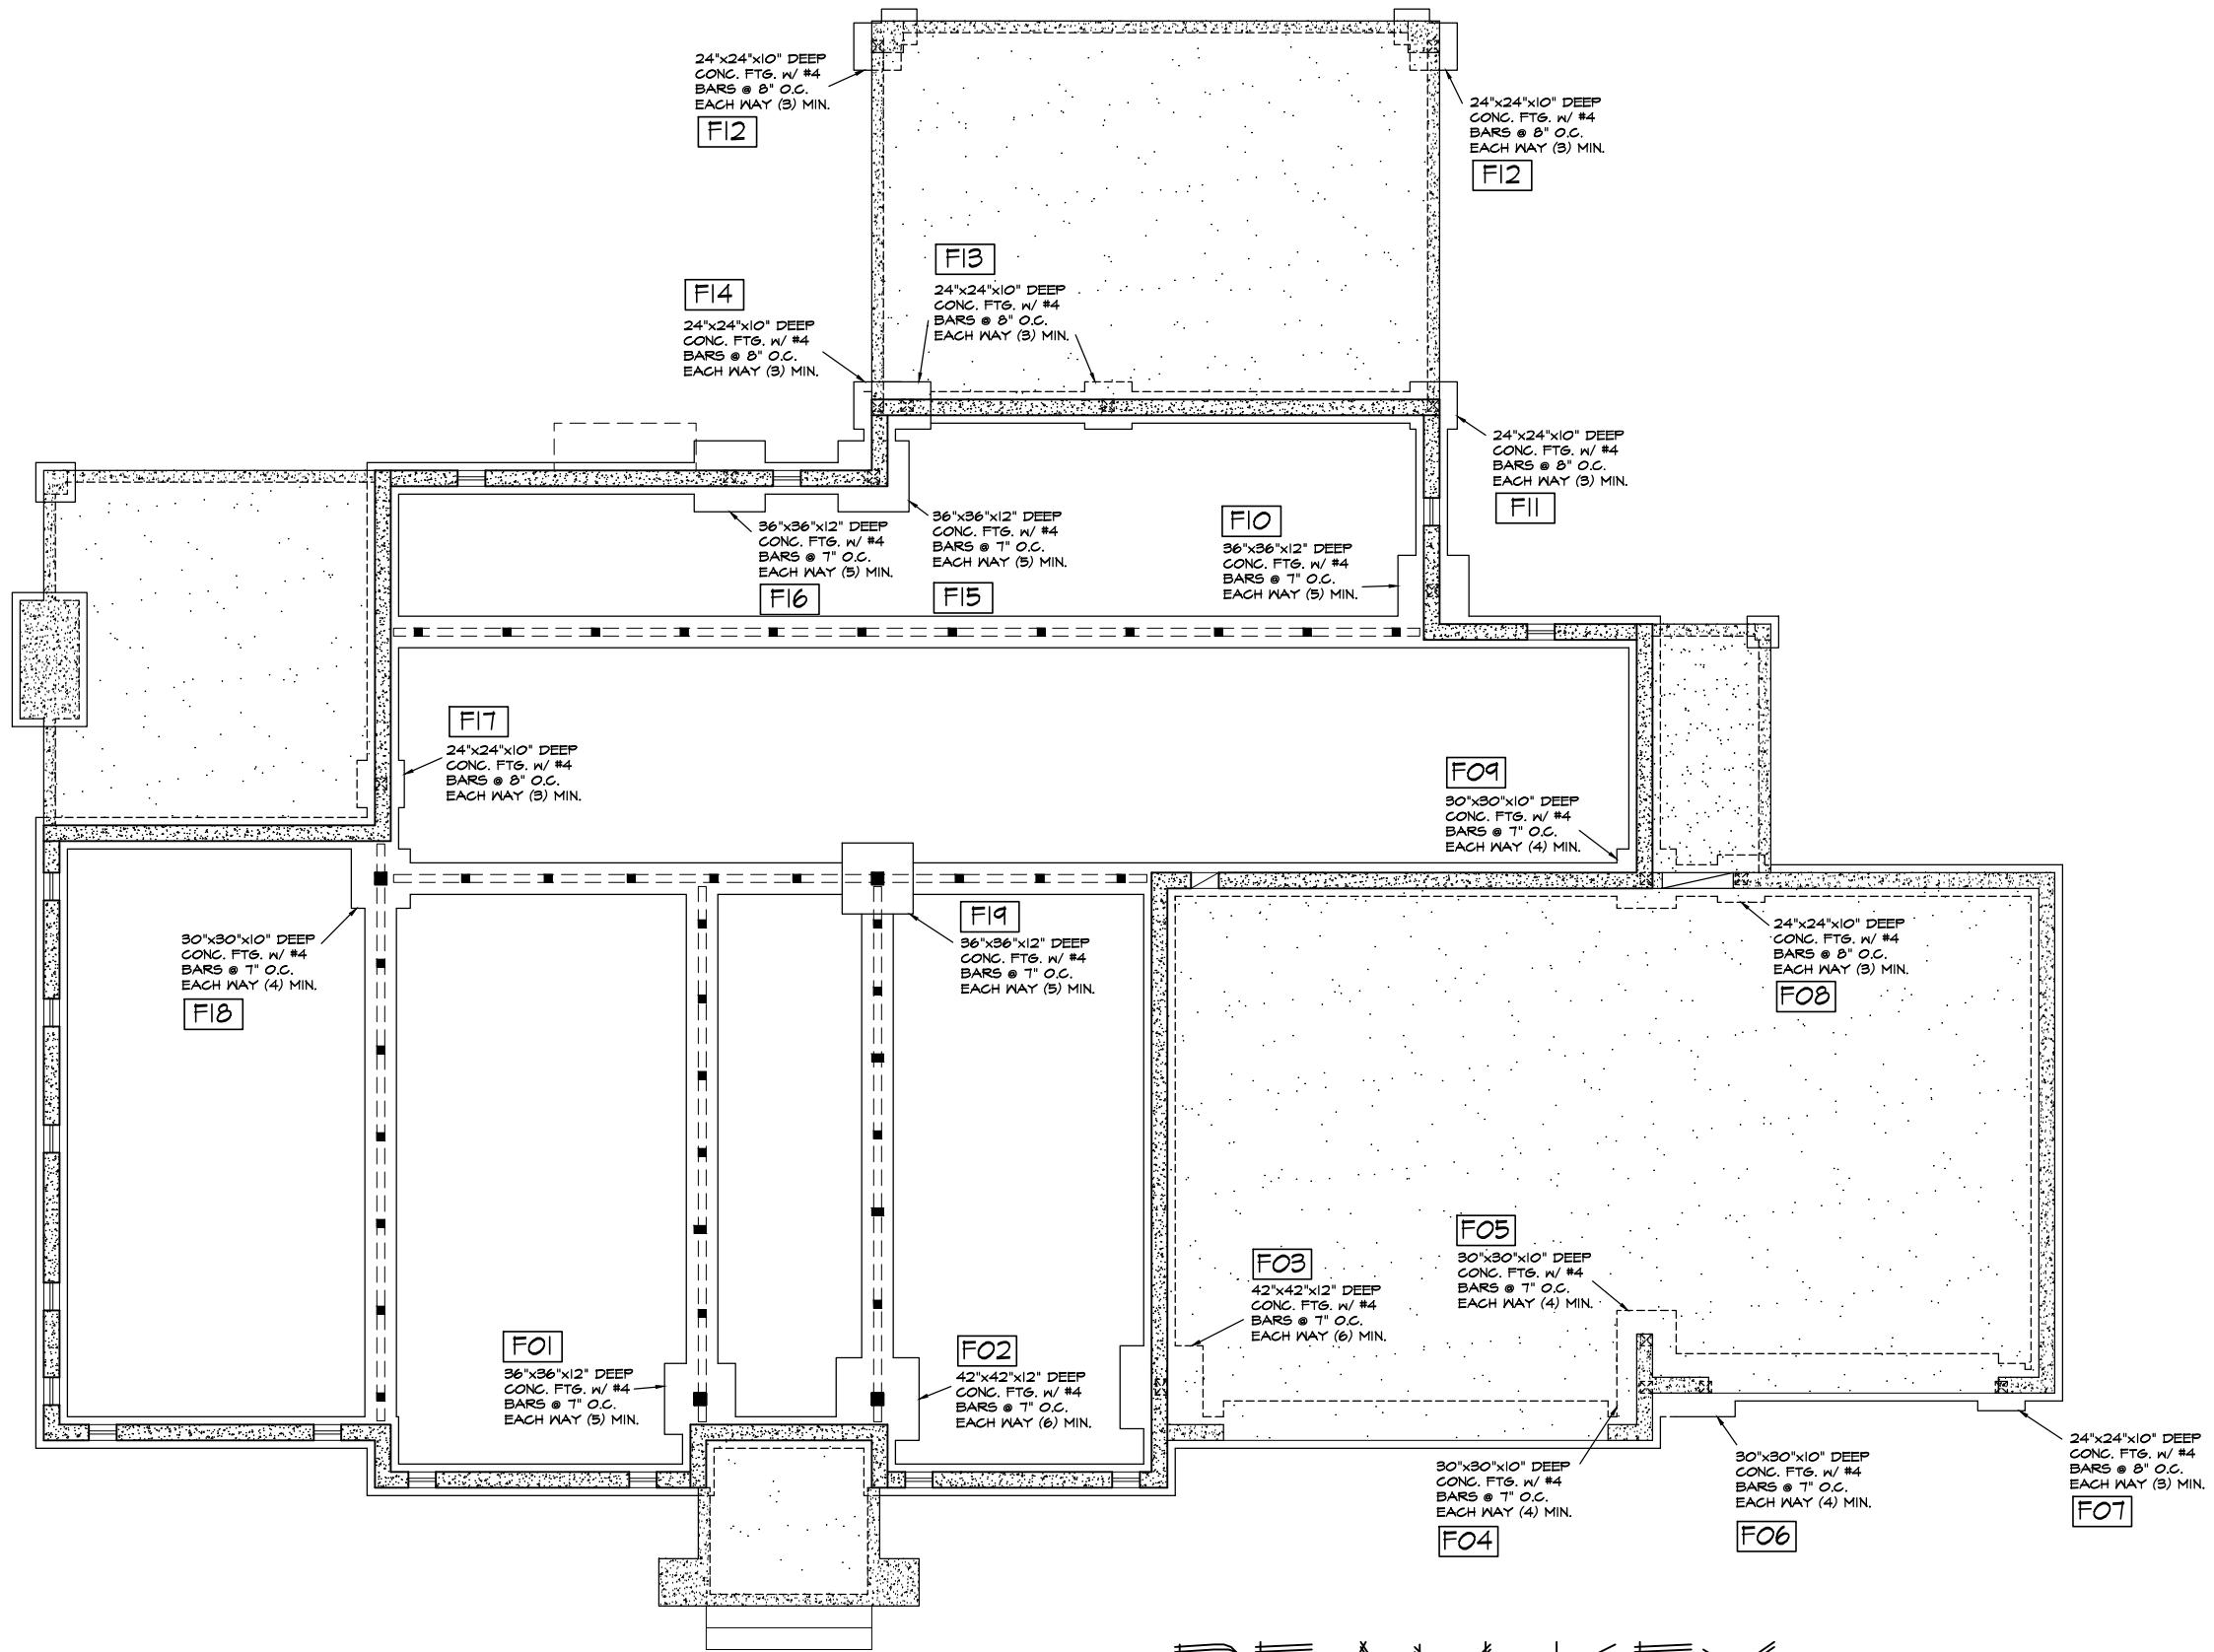 24"x24"x10" DEEP
CONC. FTG. w/ #4
BARS @ 8" O.C.
EACH WAY (3) MIN.
F12
24"x24"x10" DEEP
CONC. FTG. w/ #4
BARS @ 8" O.C.
EACH WAY (3) MIN.
F12
F13
24"x24"x10" DEEP
CONC. FTG. w/ #4
BARS @ 8" O.C.
EACH WAY (3) MIN.
F14
24"x24"x10" DEEP
CONC. FTG. w/ #4
BARS @ 8" O.C.
EACH WAY (3) MIN.
24"x24"x10" DEEP
CONC. FTG. w/ #4
BARS @ 8" O.C.
EACH WAY (3) MIN.
F11
36"x36"x12" DEEP
CONC. FTG. w/ #4
BARS @ 7" O.C.
EACH WAY (5) MIN.
F16
36"x36"x12" DEEP
CONC. FTG. w/ #4
BARS @ 7" O.C.
EACH WAY (5) MIN.
F15
F10
36"x36"x12" DEEP
CONC. FTG. w/ #4
BARS @ 7" O.C.
EACH WAY (5) MIN.
F17
24"x24"x10" DEEP
CONC. FTG. w/ #4
BARS @ 8" O.C.
EACH WAY (3) MIN.
F09
30"x30"x10" DEEP
CONC. FTG. w/ #4
BARS @ 7" O.C.
EACH WAY (4) MIN.
30"x30"x10" DEEP
CONC. FTG. w/ #4
BARS @ 7" O.C.
EACH WAY (4) MIN.
F18
F19
36"x36"x12" DEEP
CONC. FTG. w/ #4
BARS @ 7" O.C.
EACH WAY (5) MIN.
24"x24"x10" DEEP
CONC. FTG. w/ #4
BARS @ 8" O.C.
EACH WAY (3) MIN.
F08
F05
30"x30"x10" DEEP
CONC. FTG. w/ #4
BARS @ 7" O.C.
EACH WAY (4) MIN.
F03
42"x42"x12" DEEP
CONC. FTG. w/ #4
BARS @ 7" O.C.
EACH WAY (6) MIN.
F01
36"x36"x12" DEEP
CONC. FTG. w/ #4
BARS @ 7" O.C.
EACH WAY (5) MIN.
F02
42"x42"x12" DEEP
CONC. FTG. w/ #4
BARS @ 7" O.C.
EACH WAY (6) MIN.
30"x30"x10" DEEP
CONC. FTG. w/ #4
BARS @ 7" O.C.
EACH WAY (4) MIN.
F04
30"x30"x10" DEEP
CONC. FTG. w/ #4
BARS @ 7" O.C.
EACH WAY (4) MIN.
F06
24"x24"x10" DEEP
CONC. FTG. w/ #4
BARS @ 8" O.C.
EACH WAY (3) MIN.
F07